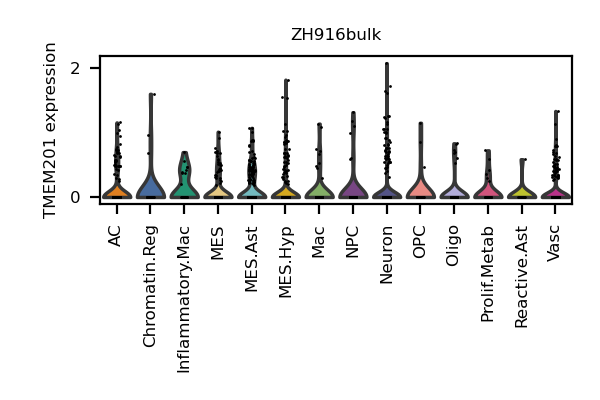 ZH916bulk
TMEM201 expression
2
0
AC
Chromatin.Reg
Inflammatory.Mac
MES
MES.Ast
MES.Hyp
Mac
NPC
Neuron
OPC
Oligo
Prolif.Metab
Reactive.Ast
Vasc